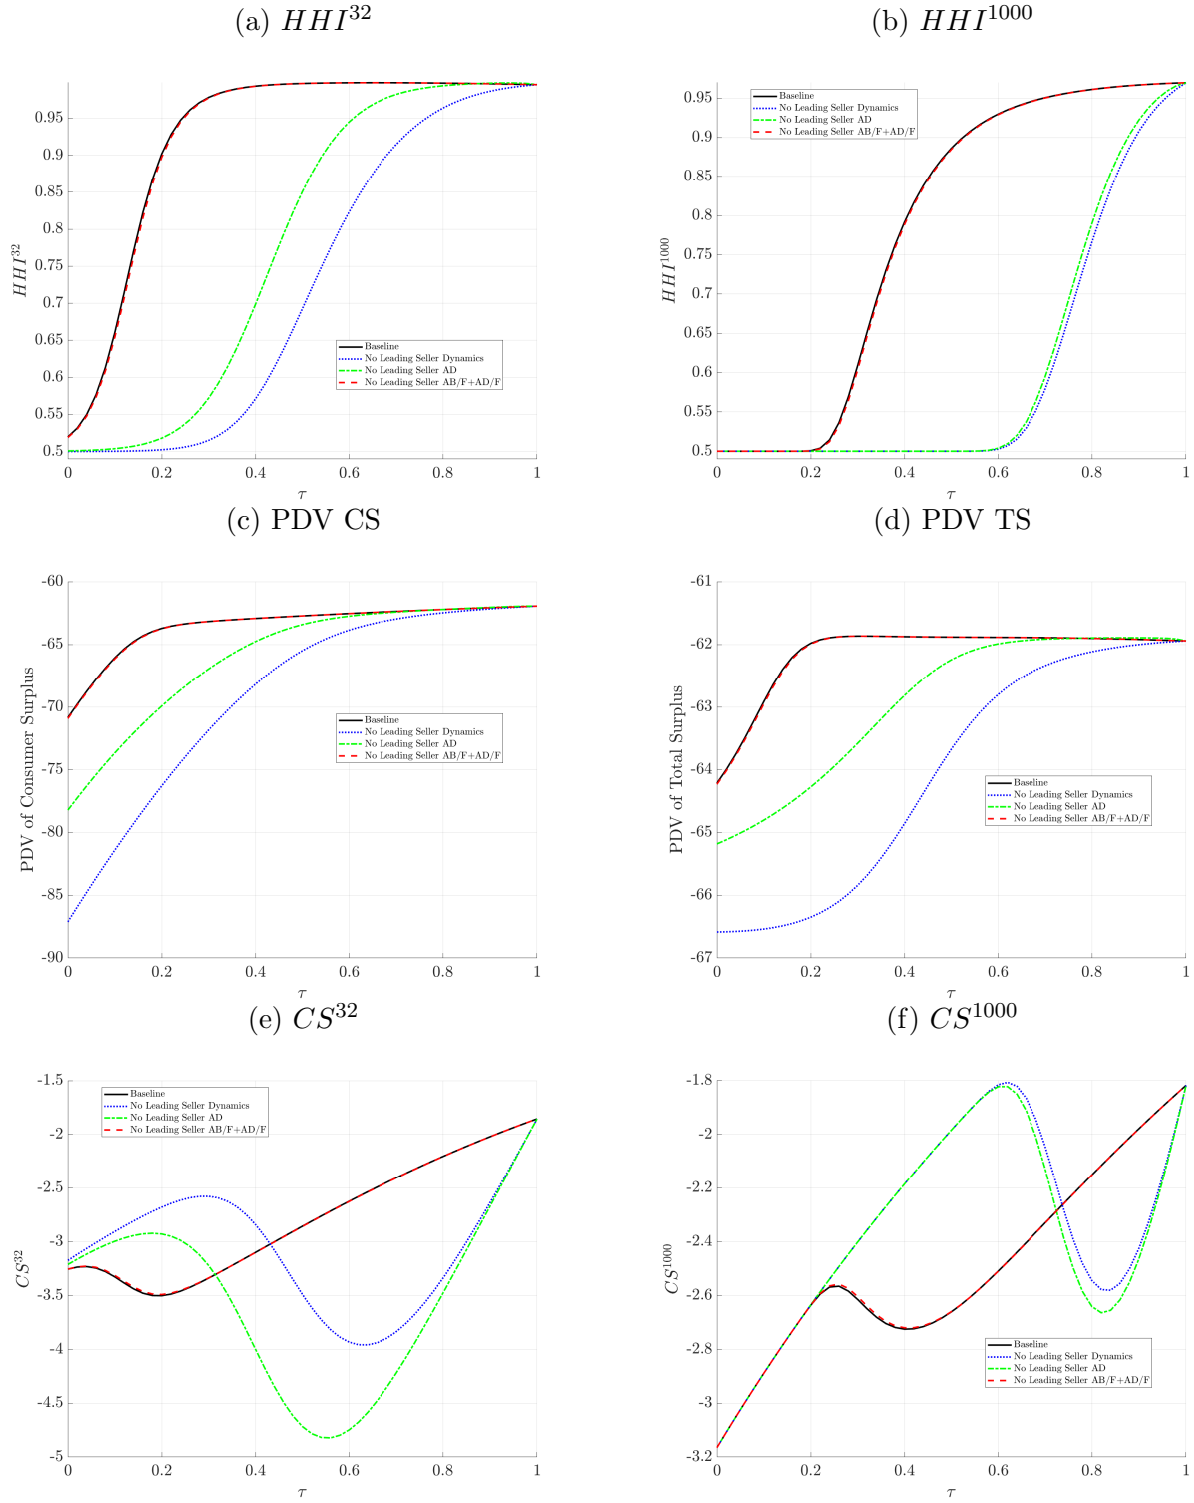 (a) HHI^32
0.95
0.9
0.85
0.8
0.75
0.7
0.65
0.6
0.55
0.5
HHI^32
Baseline
No Leading Seller Dynamics
No Leading Seller AD
No Leading Seller AB/F+AD/F
0 0.2 0.4 0.6 0.8 1
τ
(b) HHI^1000
0.95
0.9
0.85
0.8
0.75
0.7
0.65
0.6
0.55
0.5
HHI^1000
Baseline
No Leading Seller Dynamics
No Leading Seller AD
No Leading Seller AB/F+AD/F
0 0.2 0.4 0.6 0.8 1
τ
(c) PDV CS
-60
-65
-70
-75
-80
-85
-90
PDV of Consumer Surplus
Baseline
No Leading Seller Dynamics
No Leading Seller AD
No Leading Seller AB/F+AD/F
0 0.2 0.4 0.6 0.8 1
τ
(d) PDV TS
-61
-62
-63
-64
-65
-66
-67
PDV of Total Surplus
Baseline
No Leading Seller Dynamics
No Leading Seller AD
No Leading Seller AB/F+AD/F
0 0.2 0.4 0.6 0.8 1
τ
(e) CS^32
-1.5
-2
-2.5
-3
-3.5
-4
-4.5
-5
CS^32
Baseline
No Leading Seller Dynamics
No Leading Seller AD
No Leading Seller AB/F+AD/F
0 0.2 0.4 0.6 0.8 1
τ
(f) CS^1000
-1.8
-2
-2.2
-2.4
-2.6
-2.8
-3
-3.2
CS^1000
Baseline
No Leading Seller Dynamics
No Leading Seller AD
No Leading Seller AB/F+AD/F
0 0.2 0.4 0.6 0.8 1
τ